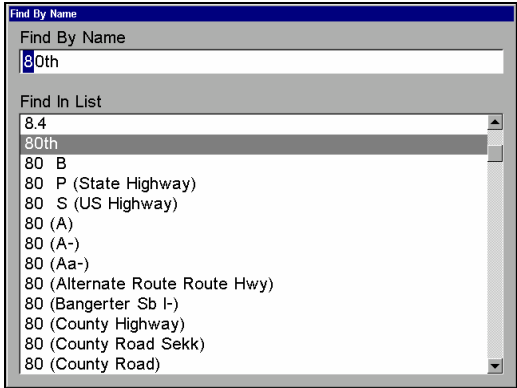 Find By Name
Find By Name
80th
Find In List
8.4
80th
80 B
80 P (State Highway)
80 S (US Highway)
80 (A)
80 (A-)
80 (Aa-)
80 (Alternate Route Route Hwy)
80 (Bangerter Sb I-)
80 (County Highway)
80 (County Road Sekk)
80 (County Road)